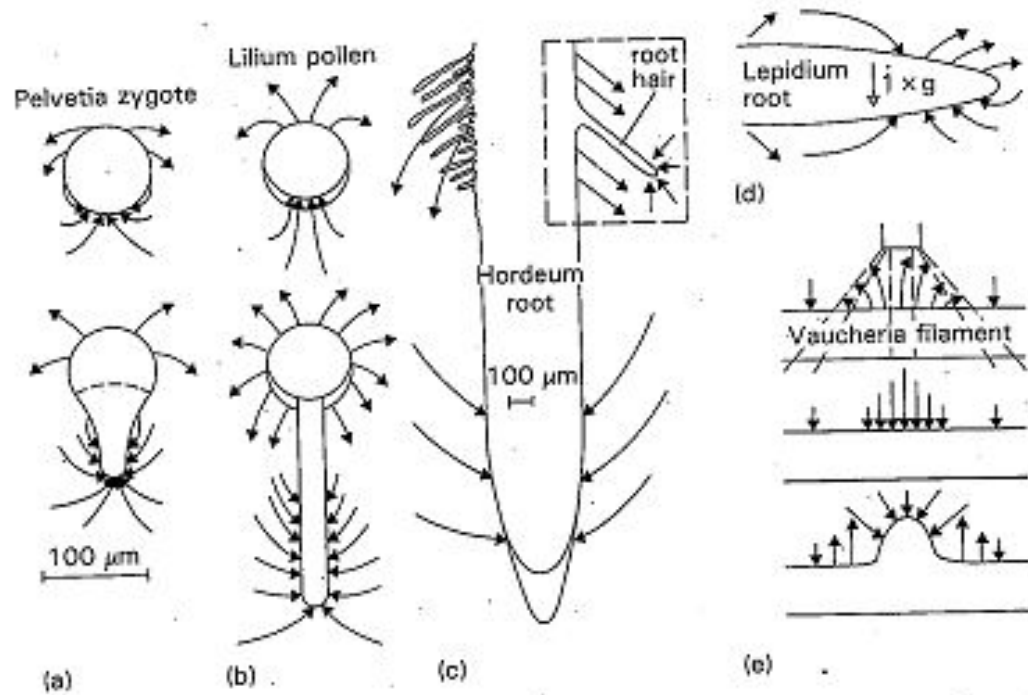 Pelvetia zygote
100 µm
(a)
Lilium pollen
(b)
root
hair
Hordeum
root
100 µm
(c)
Lepidium
root
(d)
Vaucheria filament
(e)